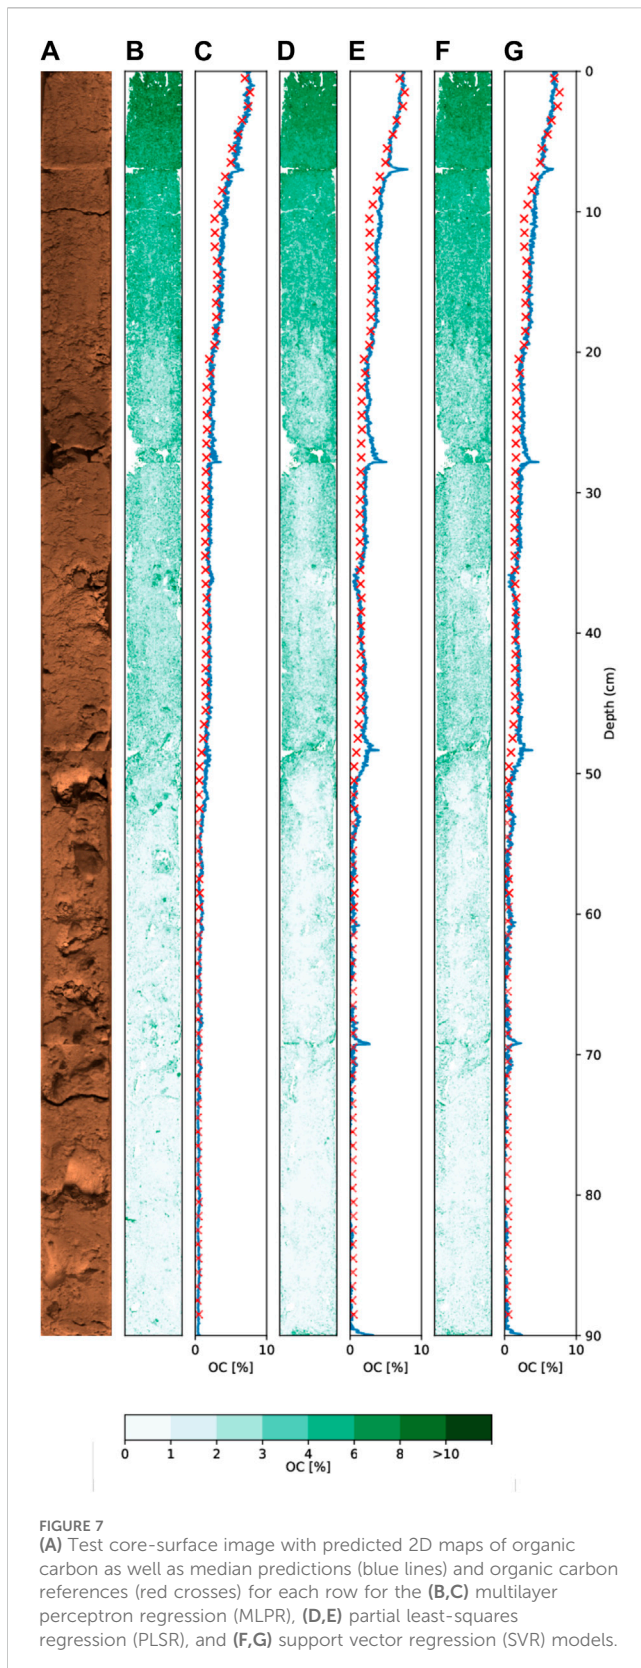 A B C D E F G
0
10
20
30
40
50
60
70
80
90
Depth (cm)
0 10 0 10 0 10
OC [%] OC [%] OC [%]
0 1 2 3 4 6 8 >10
OC [%]
FIGURE 7
(A) Test core-surface image with predicted 2D maps of organic
carbon as well as median predictions (blue lines) and organic carbon
references (red crosses) for each row for the (B,C) multilayer
perceptron regression (MLPR), (D,E) partial least-squares
regression (PLSR), and (F,G) support vector regression (SVR) models.